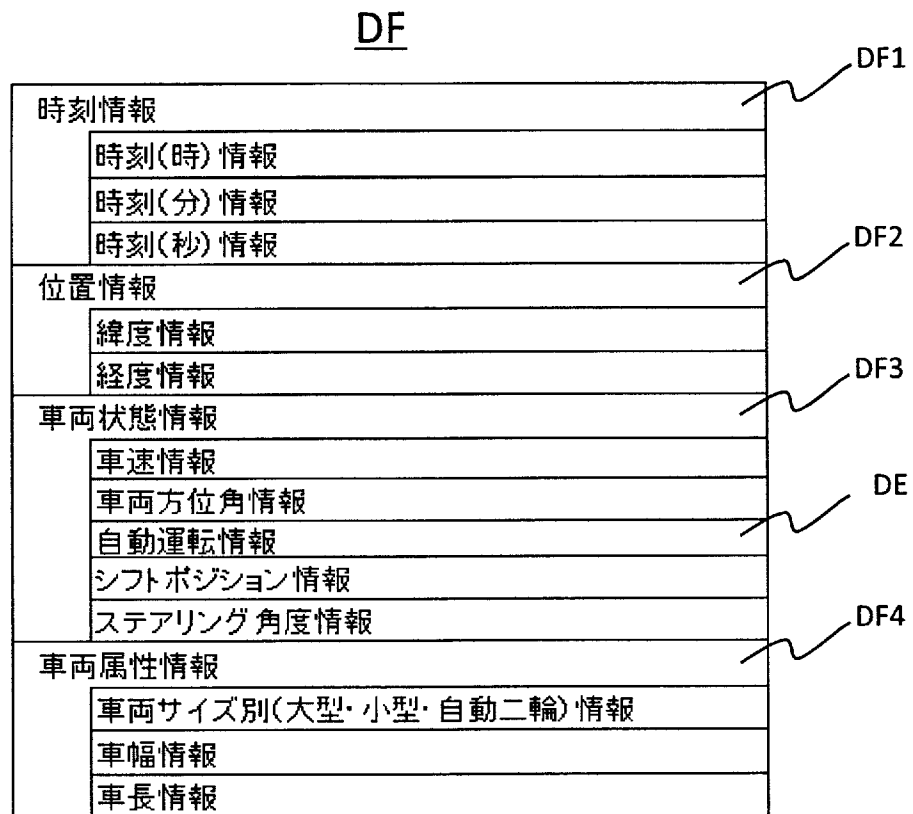 DF
DF1
時刻情報
時刻(時)情報
時刻(分)情報
時刻(秒)情報
DF2
位置情報
緯度情報
経度情報
DF3
車両状態情報
車速情報
車両方位角情報
DE
自動運転情報
シフトポジション情報
ステアリング角度情報
DF4
車両属性情報
車両サイズ別(大型・小型・自動二輪)情報
車幅情報
車長情報